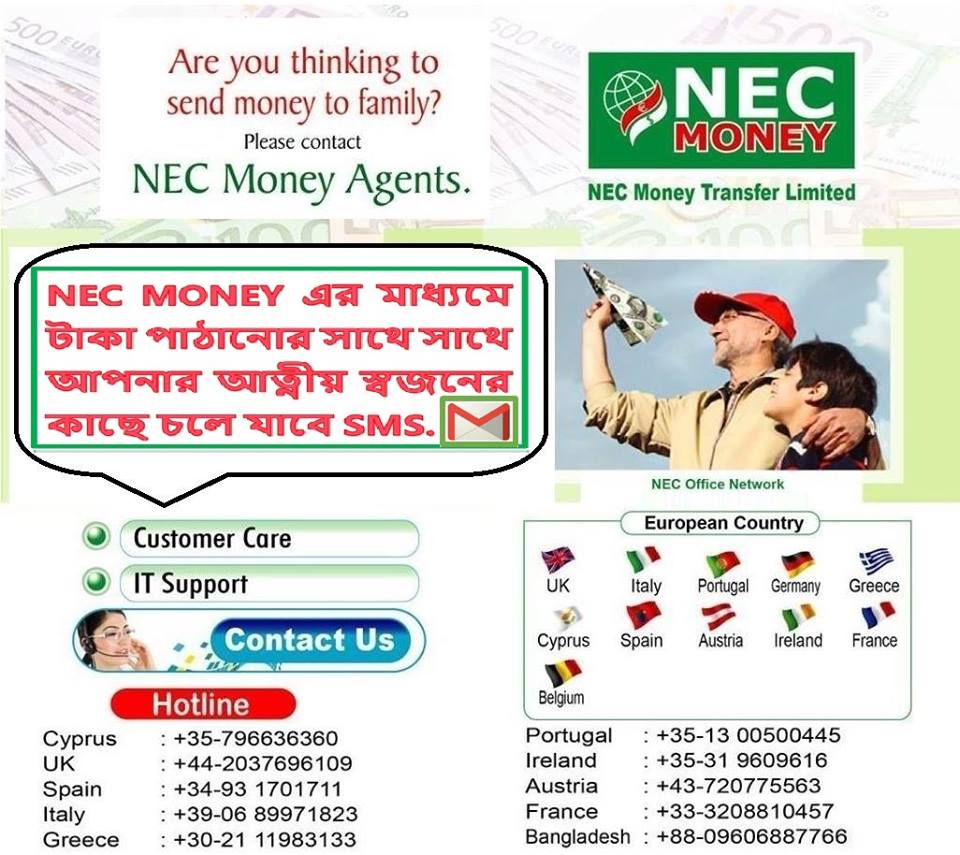 Are you thinking to
send money to family?
Please contact
NEC Money Agents.
NEC
MONEY
NEC Money Transfer Limited
NEC MONEY এর মাধ্যমে
টাকা পাঠানোর সাথে সাথে
আপনার আত্নীয় স্বজনের
কাছে চলে যাবে SMS.
NEC Office Network
Customer Care
IT Support
Contact Us
European Country
UK Italy Portugal Germany Greece
Cyprus Spain Austria Ireland France
Belgium
Hotline
Cyprus : +35-796636360
UK : +44-2037696109
Spain : +34-93 1701711
Italy : +39-06 89971823
Greece : +30-21 11983133
Portugal : +35-13 00500445
Ireland : +35-31 9609616
Austria : +43-720775563
France : +33-3208810457
Bangladesh : +88-09606887766